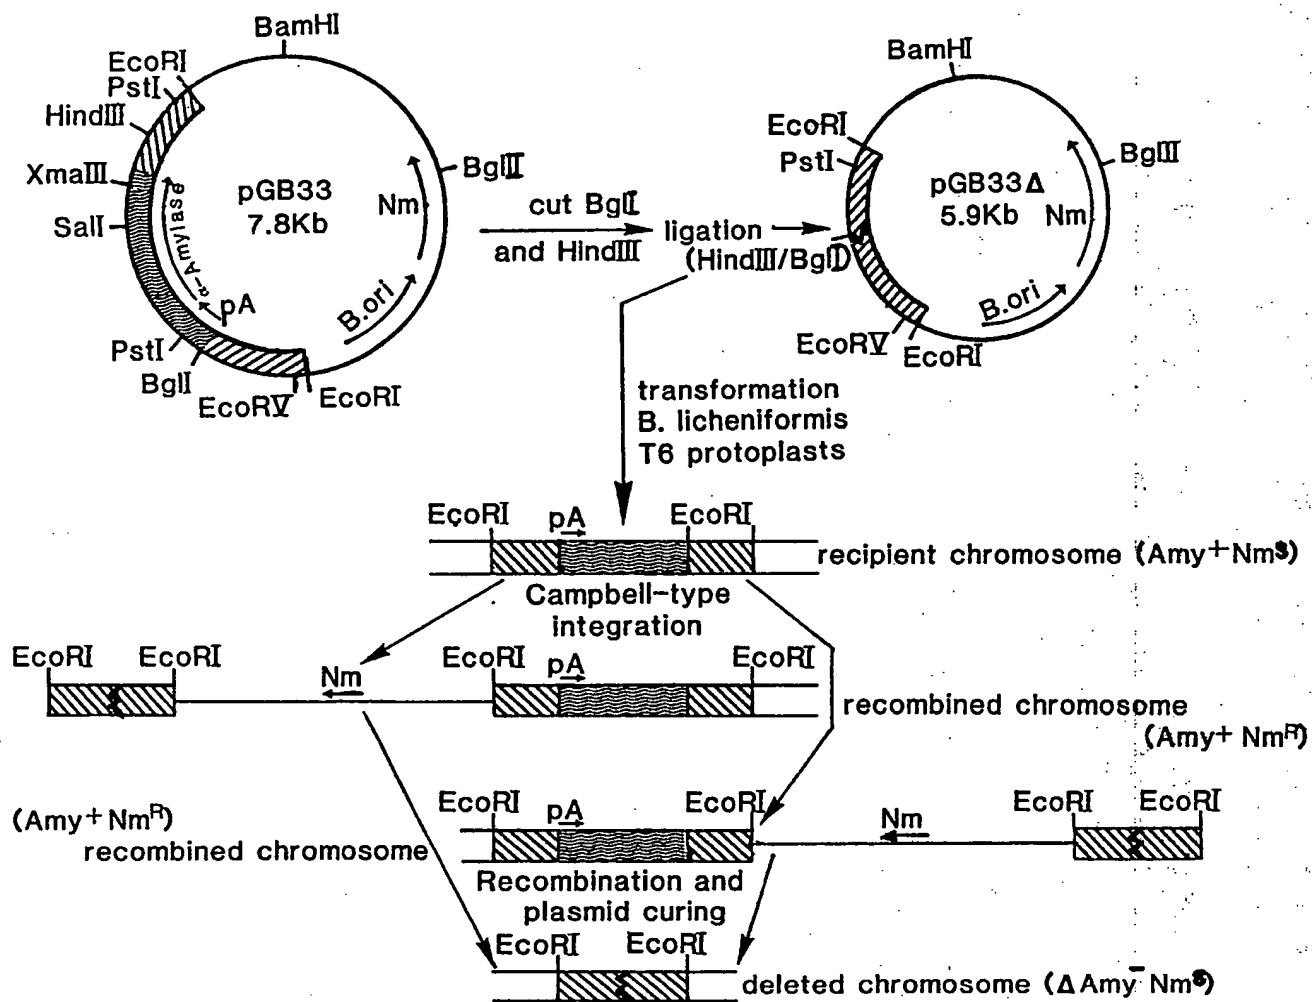 BamHI
EcoRI
PstI
HindIII
XmaIII
SalI
α-Amylase
pA
PstI
BglI
EcoRV
EcoRI
B.ori
Nm
BglII
pGB33
7.8Kb
cut BglI
and HindIII
ligation
(HindIII/BglI)
BamHI
EcoRI
PstI
BglII
pGB33Δ
5.9Kb
Nm
B.ori
EcoRV
EcoRI
transformation
B. licheniformis
T6 protoplasts
EcoRI
pA
EcoRI
recipient chromosome (Amy+ NmS)
Campbell-type
integration
EcoRI
EcoRI
Nm
EcoRI
pA
EcoRI
recombined chromosome
(Amy+ NmR)
(Amy+ NmR)
recombined chromosome
EcoRI
pA
EcoRI
Nm
EcoRI
EcoRI
Recombination and
plasmid curing
EcoRI
EcoRI
deleted chromosome (ΔAmy- NmS)